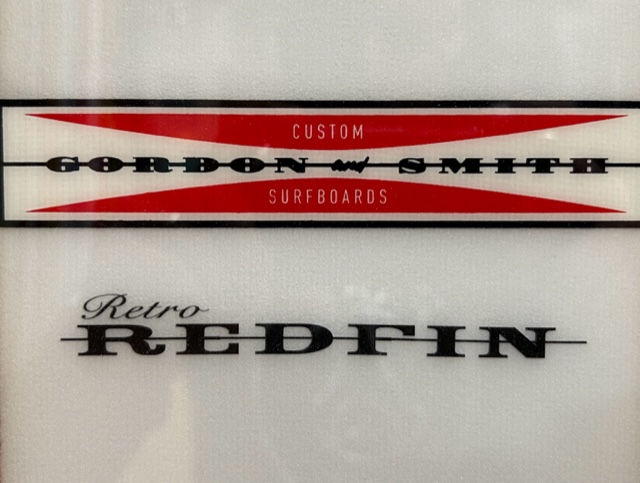 CUSTOM
GORDON and SMITH
SURFBOARDS
Retro
REDFIN